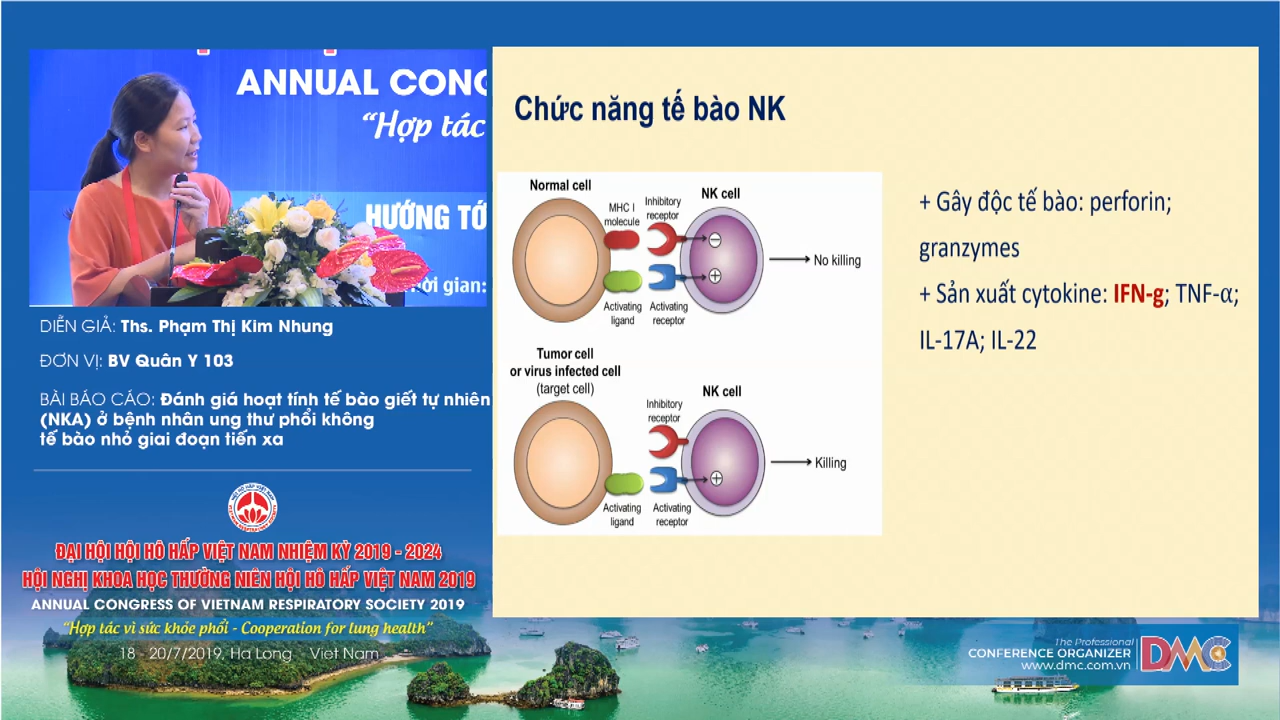 ANNUAL CONG
“Hợp tác
HƯỚNG TỚ
ời gian:
DIỄN GIẢ: Ths. Phạm Thị Kim Nhung
ĐƠN VỊ: BV Quân Y 103
BÀI BÁO CÁO: Đánh giá hoạt tính tế bào giết tự nhiên
(NKA) ở bệnh nhân ung thư phổi không
tế bào nhỏ giai đoạn tiến xa
ĐẠI HỘI HỘI HÔ HẤP VIỆT NAM NHIỆM KỲ 2019 - 2024
HỘI NGHỊ KHOA HỌC THƯỜNG NIÊN HỘI HÔ HẤP VIỆT NAM 2019
ANNUAL CONGRESS OF VIETNAM RESPIRATORY SOCIETY 2019
“Hợp tác vì sức khỏe phổi - Cooperation for lung health”
18 - 20/7/2019, Ha Long Viet Nam
Chức năng tế bào NK
Normal cell
MHC I
molecule
Inhibitory
receptor
NK cell
No killing
Activating
ligand
Activating
receptor
Tumor cell
or virus infected cell
(target cell)
Inhibitory
receptor
NK cell
Killing
Activating
ligand
Activating
receptor
+ Gây độc tế bào: perforin;
granzymes
+ Sản xuất cytokine: IFN-g; TNF-α;
IL-17A; IL-22
The Professional
CONFERENCE ORGANIZER
www.dmc.com.vn
DMC